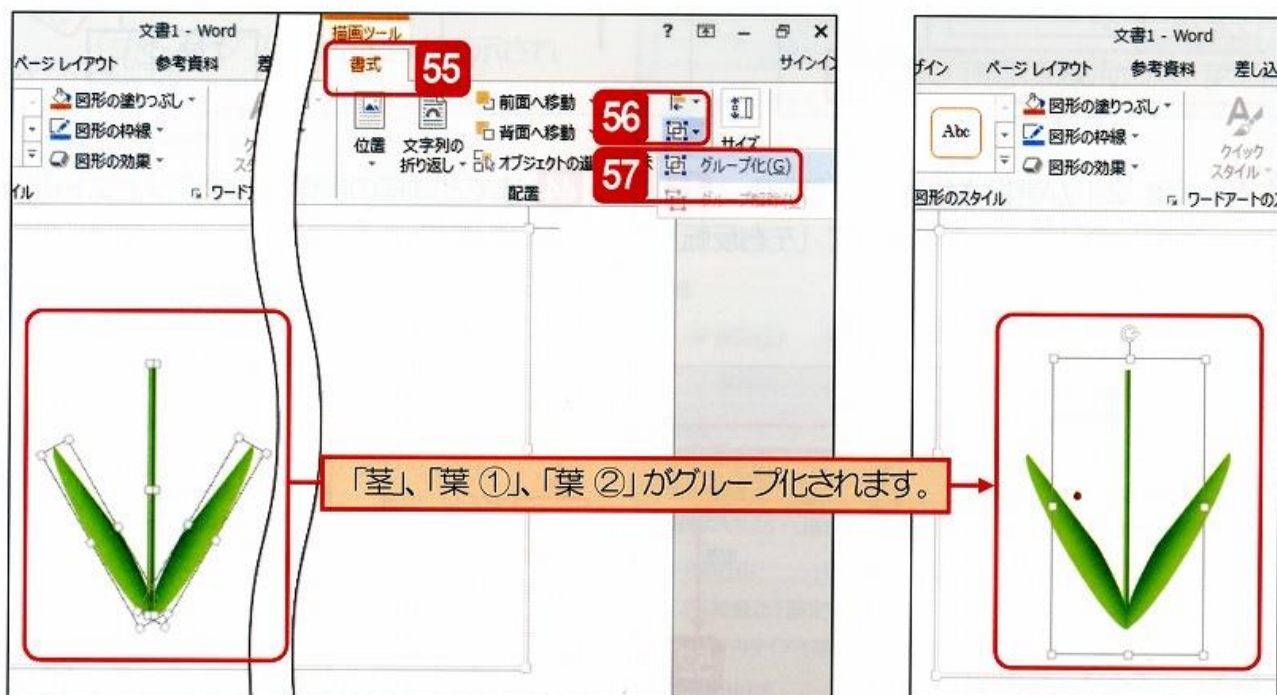 文書1 - Word
ページ レイアウト 参考資料 差
図形の塗りつぶし
図形の枠線
図形の効果
イル
描画ツール
書式
55
サインイン
位置
文字列の
折り返し
前面へ移動
背面へ移動
オブジェクトの
配置
56
サイズ
57
グループ化(G)
グループ解除(U)
「茎」、「葉 ①」、「葉 ②」がグループ化されます。
文書1 - Word
ザイン ページ レイアウト 参考資料 差し込
Abc
図形の塗りつぶし
図形の枠線
図形の効果
クイック
スタイル
図形のスタイル
ワードアートのス